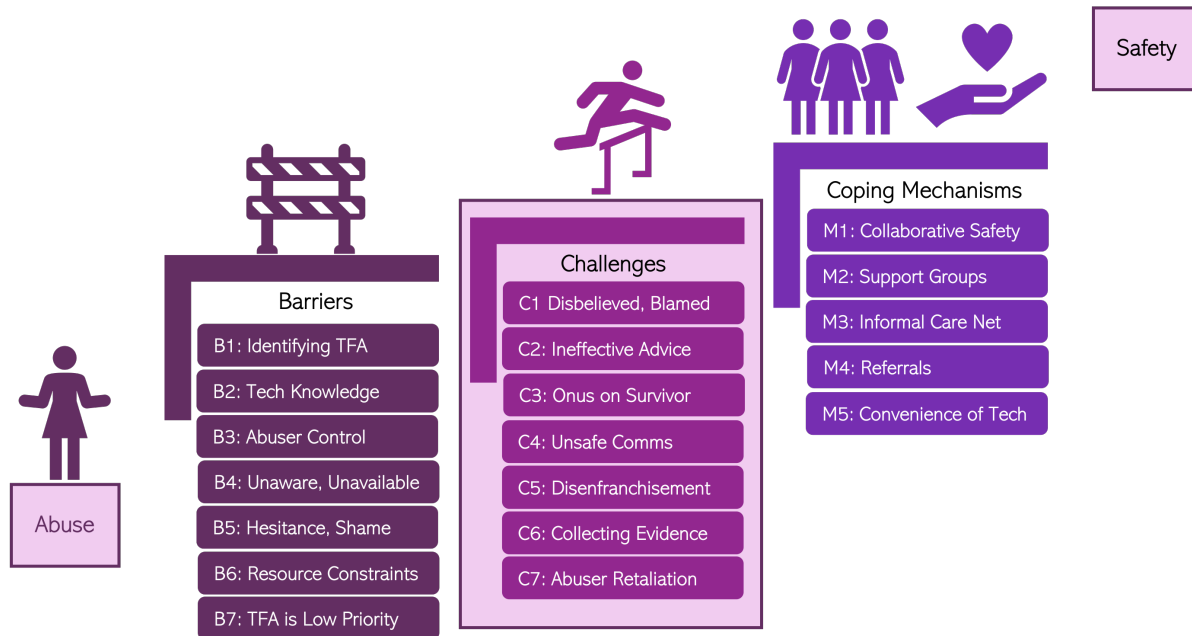 Abuse
Barriers
B1: Identifying TFA
B2: Tech Knowledge
B3: Abuser Control
B4: Unaware, Unavailable
B5: Hesitance, Shame
B6: Resource Constraints
B7: TFA is Low Priority
Challenges
C1 Disbelieved, Blamed
C2: Ineffective Advice
C3: Onus on Survivor
C4: Unsafe Comms
C5: Disenfranchisement
C6: Collecting Evidence
C7: Abuser Retaliation
Coping Mechanisms
M1: Collaborative Safety
M2: Support Groups
M3: Informal Care Net
M4: Referrals
M5: Convenience of Tech
Safety